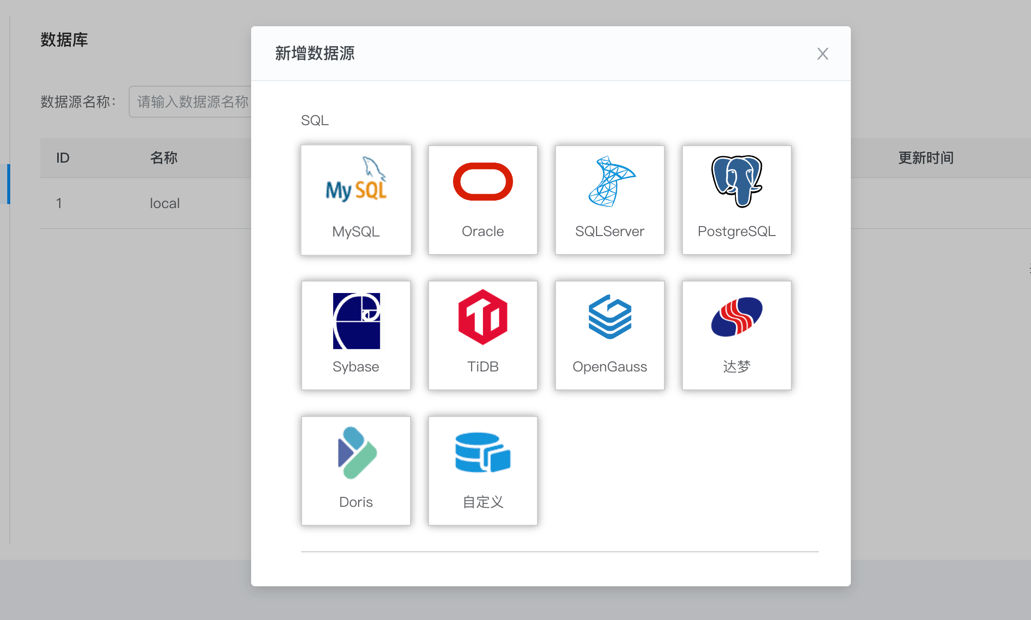 数据库
新增数据源
数据源名称：
请输入数据源名称
SQL
ID
名称
更新时间
1
local
MySQL
MySQL
Oracle
SQLServer
PostgreSQL
Sybase
TiDB
OpenGauss
达梦
Doris
自定义